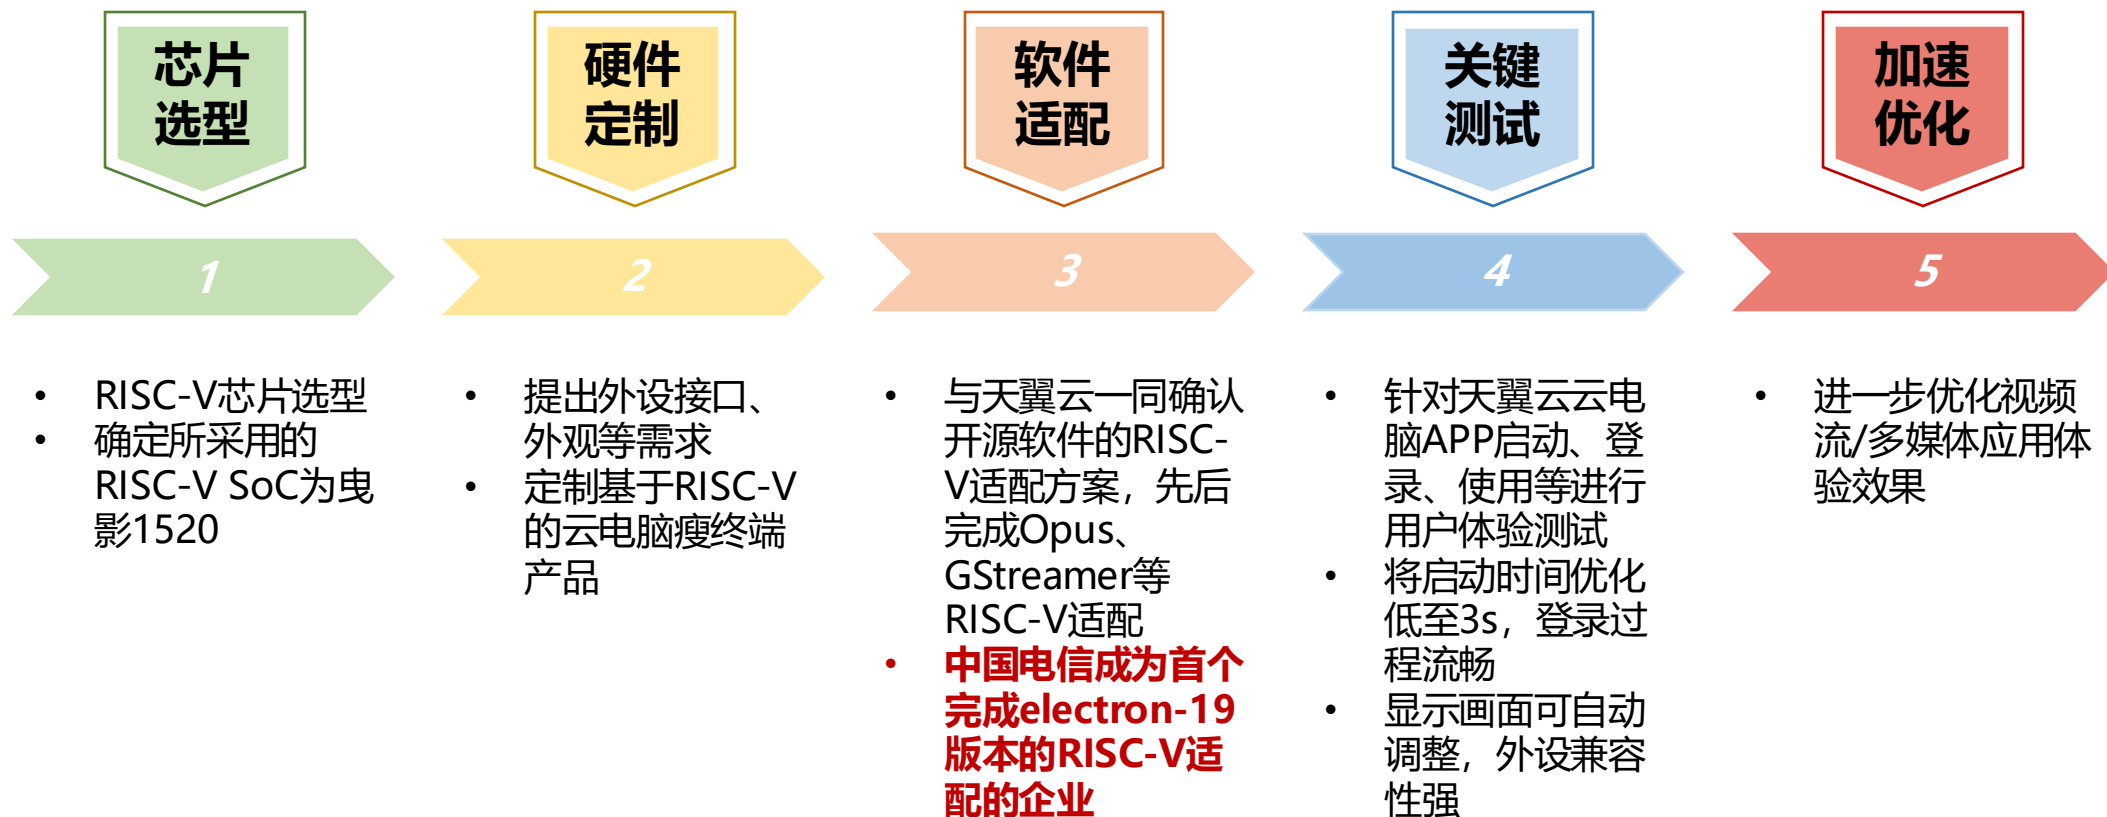 芯片
选型
硬件
定制
软件
适配
关键
测试
加速
优化
1
2
3
4
5
• RISC-V芯片选型
• 确定所采用的
RISC-V SoC为曳
影1520
• 提出外设接口、
外观等需求
• 定制基于RISC-V
的云电脑瘦终端
产品
• 与天翼云一同确认
开源软件的RISC-
V适配方案，先后
完成Opus、
GStreamer等
RISC-V适配
• 中国电信成为首个
完成electron-19
版本的RISC-V适
配的企业
• 针对天翼云云电
脑APP启动、登
录、使用等进行
用户体验测试
• 将启动时间优化
低至3s，登录过
程流畅
• 显示画面可自动
调整，外设兼容
性强
• 进一步优化视频
流/多媒体应用体
验效果